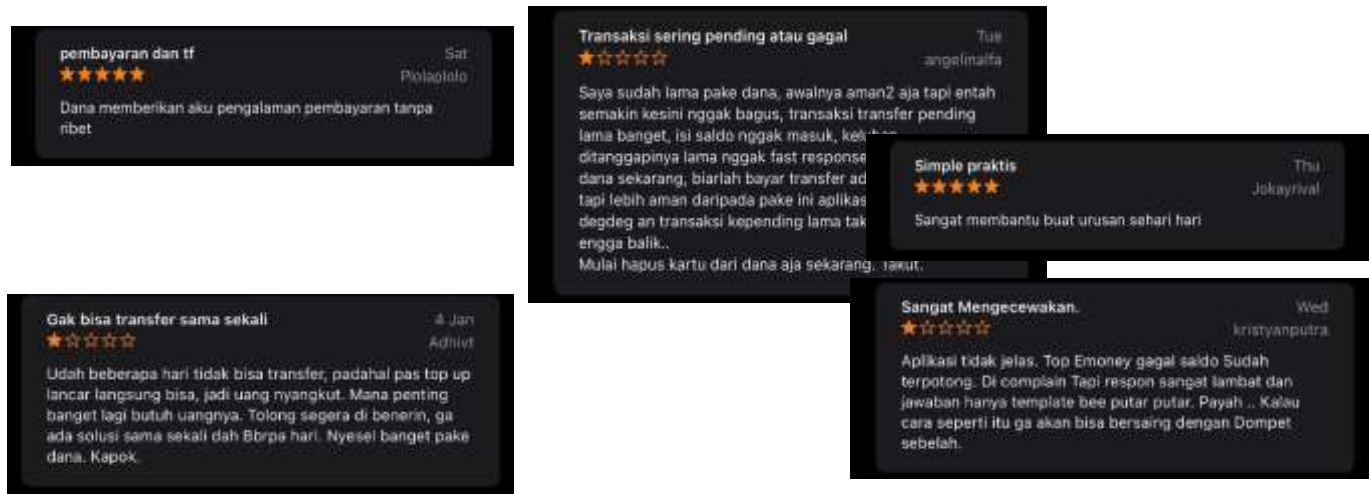 pembayaran dan tf
Sat
Plolaplolo
Dana memberikan aku pengalaman pembayaran tanpa
ribet
Transaksi sering pending atau gagal
Tue
angelinalfa
Saya sudah lama pake dana, awalnya aman2 aja tapi entah
semakin kesini nggak bagus, transaksi transfer pending
lama banget, isi saldo nggak masuk,
ditanggapinya lama nggak fast response
dana sekarang, biarlah bayar transfer
tapi lebih aman daripada pake ini
degdeg an transaksi kepending lama
engga balik..
Mulai hapus kartu dari dana aja sekarang. Takut.
Simple praktis
Thu
Jokayrival
Sangat membantu buat urusan sehari hari
Gak bisa transfer sama sekali
4 Jan
Adhivt
Udah beberapa hari tidak bisa transfer, padahal pas top up
lancar langsung bisa, jadi uang nyangkut. Mana penting
banget lagi butuh uangnya. Tolong segera di benerin, ga
ada solusi sama sekali dah Bbrpa hari. Nyesel banget pake
dana. Kapok.
Sangat Mengecewakan.
Wed
kristyanputra
Aplikasi tidak jelas. Top Emoney gagal saldo Sudah
terpotong. Di complain Tapi respon sangat lambat dan
jawaban hanya template bee putar putar. Payah .. Kalau
cara seperti itu ga akan bisa bersaing dengan Dompet
sebelah.